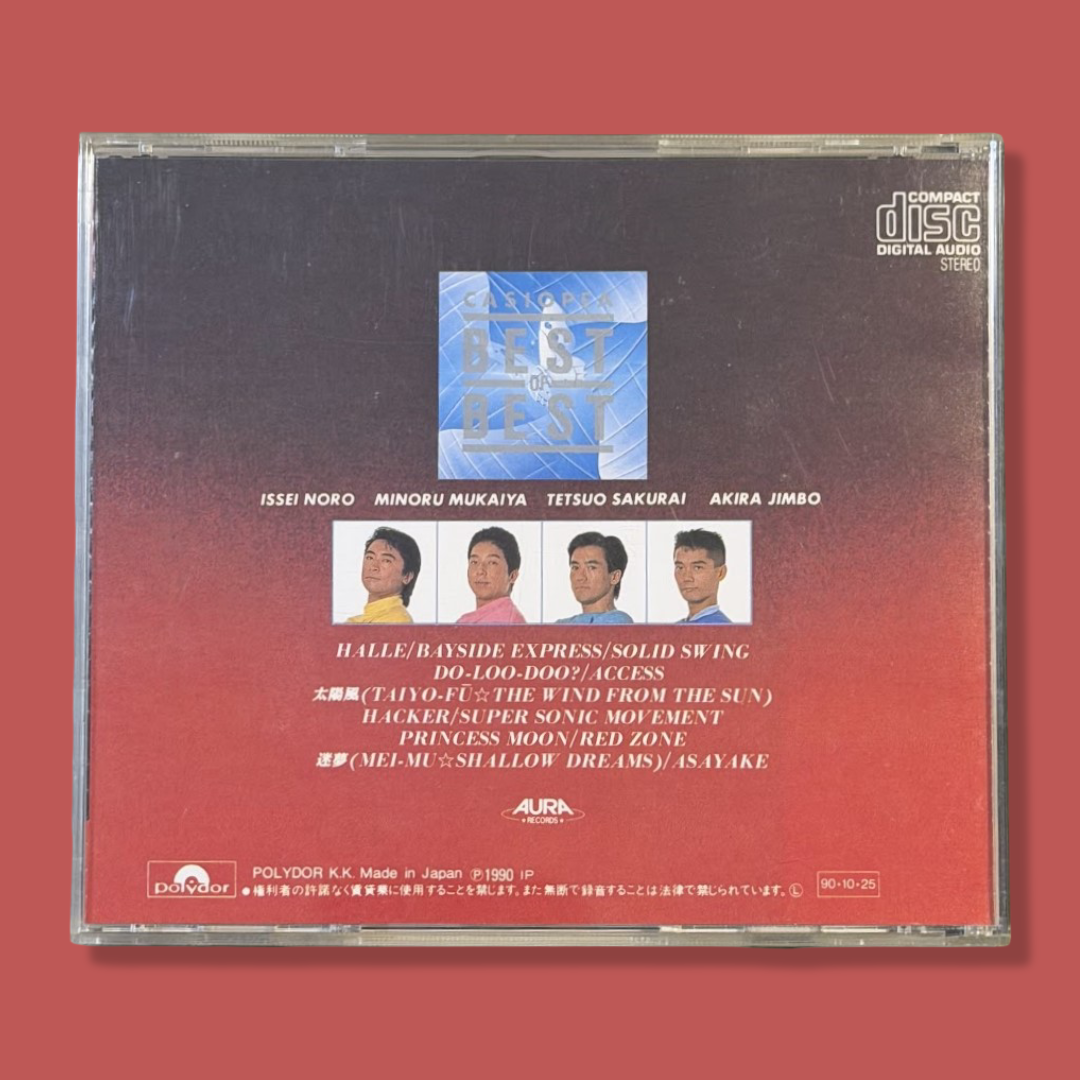 COMPACT
disc
DIGITAL AUDIO
STEREO
CASIOPEA
BEST
OF
BEST
ISSEI NORO MINORU MUKAIYA TETSUO SAKURAI AKIRA JIMBO
HALLE/BAYSIDE EXPRESS/SOLID SWING
DO-LOO-DOO?/ACCESS
太陽風(TAIYO-FŪ☆THE WIND FROM THE SUN)
HACKER/SUPER SONIC MOVEMENT
PRINCESS MOON/RED ZONE
迷夢(MEI-MU☆SHALLOW DREAMS)/ASAYAKE
AURA
•RECORDS•
polydor
POLYDOR K.K. Made in Japan Ⓟ1990 IP
●権利者の許諾なく賃貸業に使用することを禁じます。また無断で録音することは法律で禁じられています。Ⓛ
90・10・25